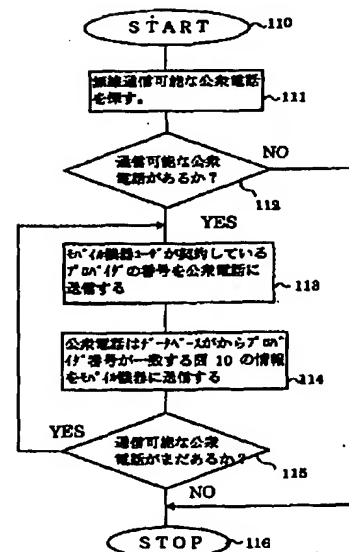 START
110
無線通信可能な公衆電話
を探す。
111
通信可能な公衆
電話があるか?
NO
112
YES
モバイル機器ユーザが契約している
プロバイダの番号を公衆電話に
送信する
113
公衆電話はデータベースがからプロバ
イダ番号が一致する図 10 の情報
をモバイル機器に送信する
114
YES
通信可能な公衆
電話がまだあるか?
115
NO
STOP
116